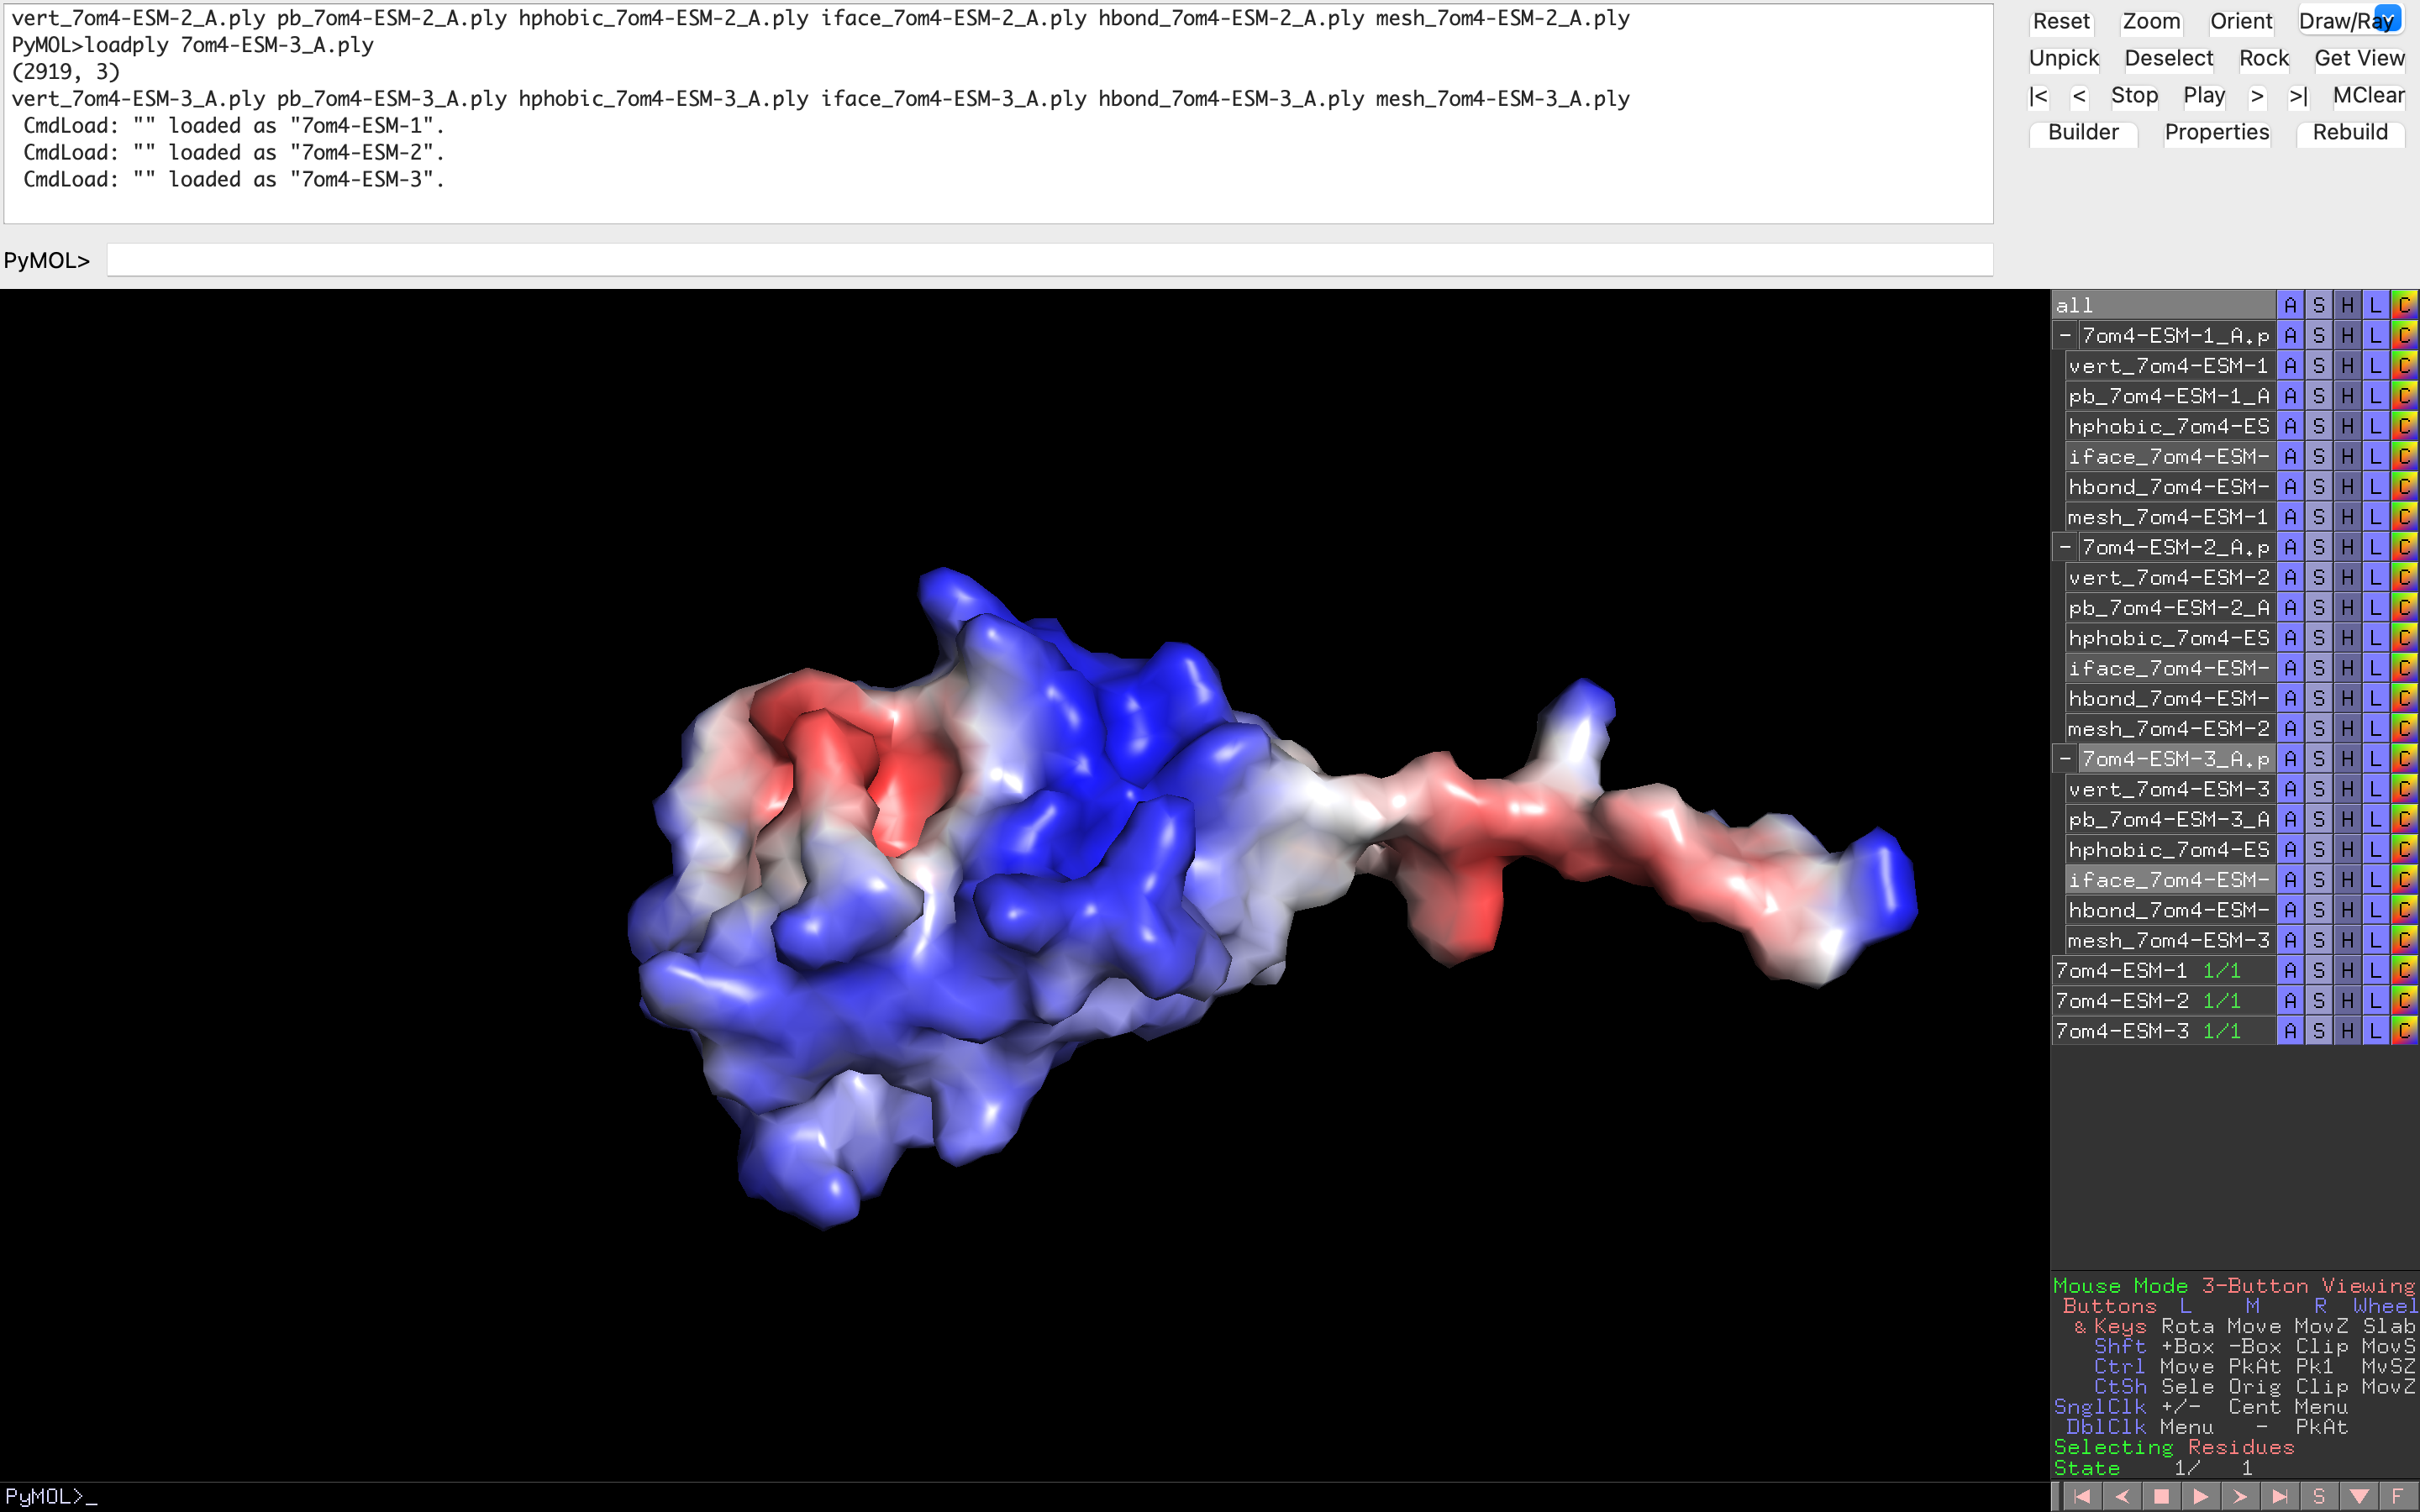 vert_7om4-ESM-2_A.ply pb_7om4-ESM-2_A.ply hphobic_7om4-ESM-2_A.ply iface_7om4-ESM-2_A.ply hbond_7om4-ESM-2_A.ply mesh_7om4-ESM-2_A.ply
PyMOL>loadply 7om4-ESM-3_A.ply
(2919, 3)
vert_7om4-ESM-3_A.ply pb_7om4-ESM-3_A.ply hphobic_7om4-ESM-3_A.ply iface_7om4-ESM-3_A.ply hbond_7om4-ESM-3_A.ply mesh_7om4-ESM-3_A.ply
CmdLoad: "" loaded as "7om4-ESM-1".
CmdLoad: "" loaded as "7om4-ESM-2".
CmdLoad: "" loaded as "7om4-ESM-3".
PyMOL>
Reset Zoom Orient Draw/Ray
Unpick Deselect Rock Get View
|< < Stop Play > >| MClear
Builder Properties Rebuild
all A S H L C
- 7om4-ESM-1_A.p A S H L C
vert_7om4-ESM-1 A S H L C
pb_7om4-ESM-1_A A S H L C
hphobic_7om4-ES A S H L C
iface_7om4-ESM- A S H L C
hbond_7om4-ESM- A S H L C
mesh_7om4-ESM-1 A S H L C
- 7om4-ESM-2_A.p A S H L C
vert_7om4-ESM-2 A S H L C
pb_7om4-ESM-2_A A S H L C
hphobic_7om4-ES A S H L C
iface_7om4-ESM- A S H L C
hbond_7om4-ESM- A S H L C
mesh_7om4-ESM-2 A S H L C
- 7om4-ESM-3_A.p A S H L C
vert_7om4-ESM-3 A S H L C
pb_7om4-ESM-3_A A S H L C
hphobic_7om4-ES A S H L C
iface_7om4-ESM- A S H L C
hbond_7om4-ESM- A S H L C
mesh_7om4-ESM-3 A S H L C
7om4-ESM-1 1/1 A S H L C
7om4-ESM-2 1/1 A S H L C
7om4-ESM-3 1/1 A S H L C
Mouse Mode 3-Button Viewing
Buttons L M R Wheel
& Keys Rota Move MovZ Slab
Shft +Box -Box Clip MovS
Ctrl Move PkAt Pk1 MvSZ
CtSh Sele Orig Clip MovZ
SnglClk +/- Cent Menu
DblClk Menu - PkAt
Selecting Residues
State 1/ 1
S F
PyMOL>_